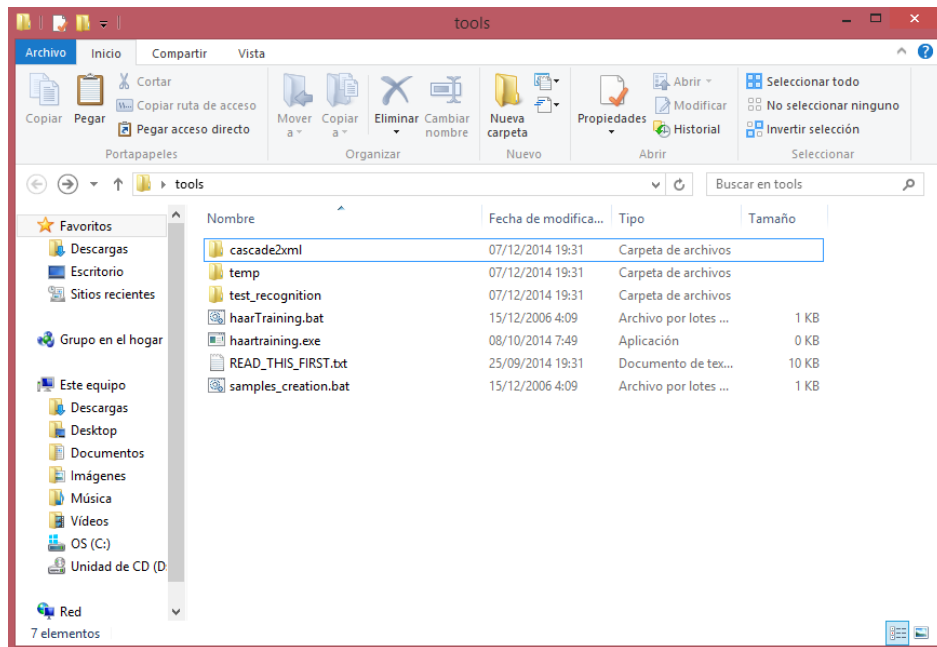 tools
Archivo Inicio Compartir Vista
Copiar
Pegar
Cortar
Copiar ruta de acceso
Pegar acceso directo
Portapapeles
Mover a
Copiar a
Eliminar
Cambiar nombre
Organizar
Nueva carpeta
Nuevo
Propiedades
Abrir
Modificar
Historial
Abrir
Seleccionar todo
No seleccionar ninguno
Invertir selección
Seleccionar
tools
Buscar en tools
Favoritos
Descargas
Escritorio
Sitios recientes
Grupo en el hogar
Este equipo
Descargas
Desktop
Documentos
Imágenes
Música
Vídeos
OS (C:)
Unidad de CD (D:
Red
Nombre Fecha de modifica... Tipo Tamaño
cascade2xml 07/12/2014 19:31 Carpeta de archivos
temp 07/12/2014 19:31 Carpeta de archivos
test_recognition 07/12/2014 19:31 Carpeta de archivos
haarTraining.bat 15/12/2006 4:09 Archivo por lotes ... 1 KB
haartraining.exe 08/10/2014 7:49 Aplicación 0 KB
READ_THIS_FIRST.txt 25/09/2014 19:31 Documento de tex... 10 KB
samples_creation.bat 15/12/2006 4:09 Archivo por lotes ... 1 KB
7 elementos